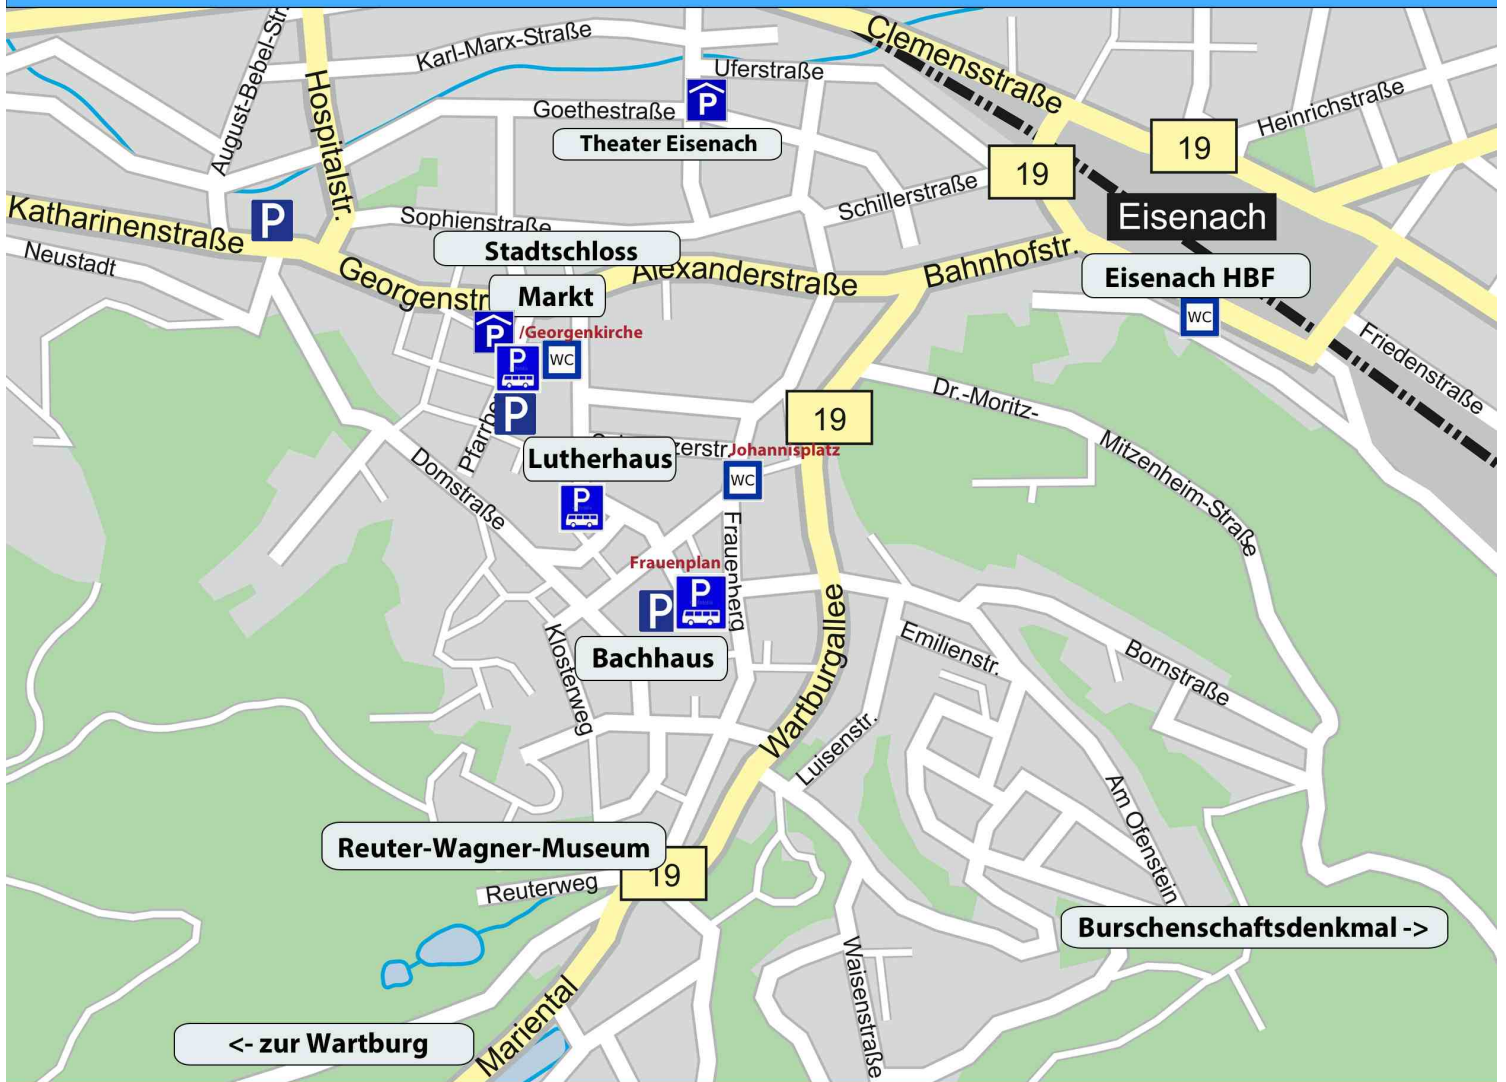 Karl-Marx-Straße
Clemensstraße
August-Bebel-Str.
Hospitalstr.
Uferstraße
Goethestraße
P
Theater Eisenach
Heinrichstraße
19
19
Katharinenstraße
P
Sophienstraße
Schillerstraße
Eisenach
Neustadt
Stadtschloss
Georgenstr
Alexanderstraße
Bahnhofstr.
Eisenach HBF
Markt
P
/Georgenkirche
WC
P
WC
Friedenstraße
P
Dr.-Moritz-
Mitzenheim-Straße
19
Pfarrbe
zerstr.
Johannisplatz
Lutherhaus
WC
Domstraße
P
Frauenplan
Frauenberg
P
P
Bachhaus
Klosterweg
Wartburgallee
Emilienstr.
Bornstraße
Luisenstr.
Am Ofenstein
Reuter-Wagner-Museum
19
Reuterweg
Burschenschaftsdenkmal ->
Waisenstraße
Mariental
<- zur Wartburg